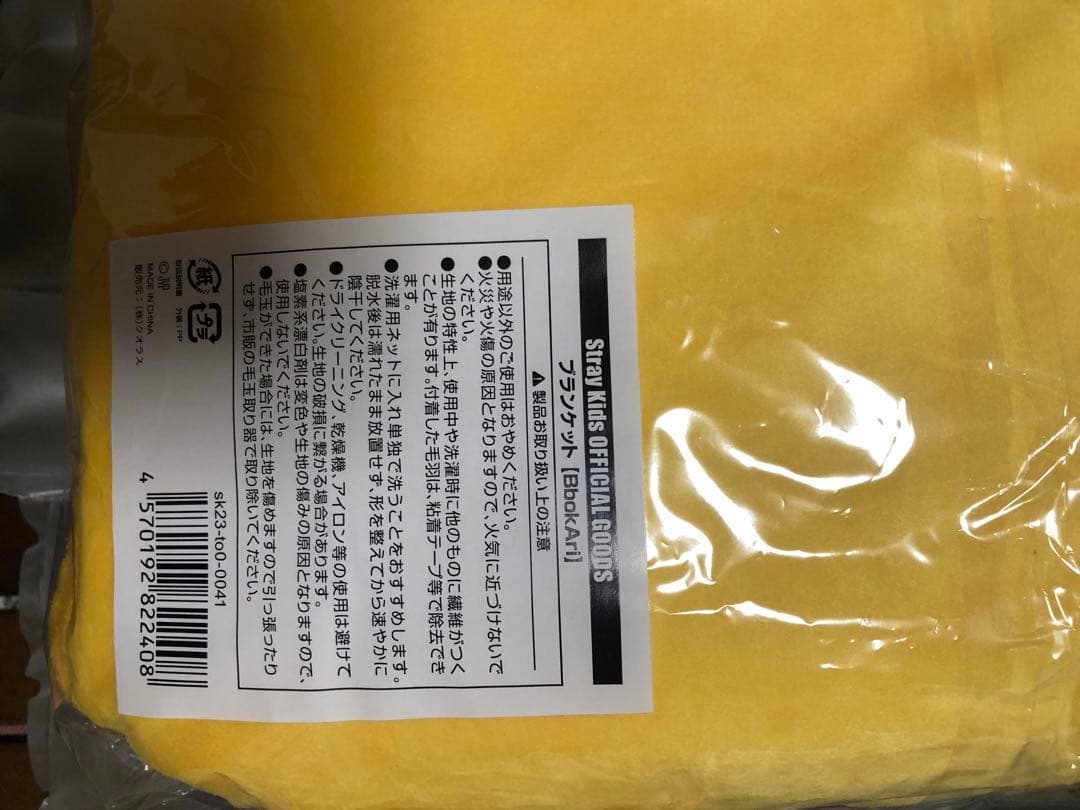 Stray Kids OFFICIAL GOODS
ブランケット [BbokAri]
⚠ 製品お取り扱い上の注意
●用途以外のご使用はおやめください。
●火災や火傷の原因となりますので、火気に近づけないで
ください。
●生地の特性上、使用中や洗濯時に他のものに繊維がつく
ことが有ります。付着した毛羽は、粘着テープ等で除去でき
ます。
●洗濯用ネットに入れ単独で洗うことをおすすめします。
脱水後は濡れたまま放置せず、形を整えてから速やかに
陰干してください。
●ドライクリーニング、乾燥機、アイロン等の使用は避けて
ください。生地の破損に繋がる場合があります。
●塩素系漂白剤は変色や生地の傷みの原因となりますので、
使用しないでください。
●毛玉ができた場合には、生地を傷めますので引っ張ったり
せず、市販の毛玉取り器で取り除いてください。
紙
プラ
取扱説明書
外装：PP
MADE IN CHINA
販売元：(株)クオラス
sk23-to0-0041
4 570192 822408